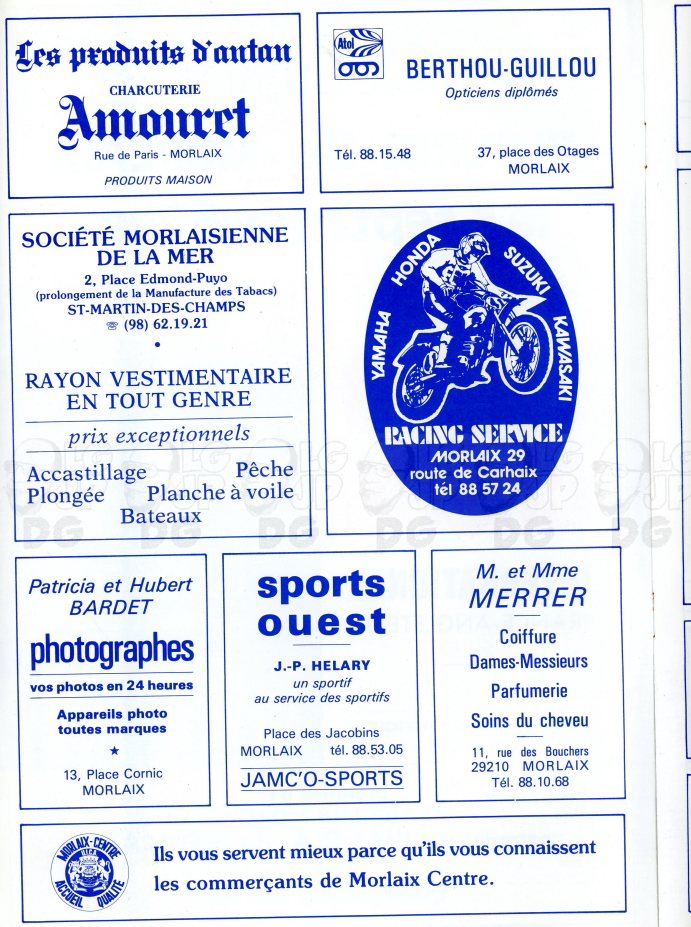 Les produits d'antan
CHARCUTERIE
Amouret
Rue de Paris - MORLAIX
PRODUITS MAISON
Atol
BERTHOU-GUILLOU
Opticiens diplômés
Tél. 88.15.48
37, place des Otages
MORLAIX
SOCIÉTÉ MORLAISIENNE
DE LA MER
2, Place Edmond-Puyo
(prolongement de la Manufacture des Tabacs)
ST-MARTIN-DES-CHAMPS
☏ (98) 62.19.21
•
RAYON VESTIMENTAIRE
EN TOUT GENRE
prix exceptionnels
Accastillage Pêche
Plongée Planche à voile
Bateaux
YAMAHA HONDA SUZUKI KAWASAKI
RACING SERVICE
MORLAIX 29
route de Carhaix
tél 88 57 24
Patricia et Hubert
BARDET
photographes
vos photos en 24 heures
Appareils photo
toutes marques
★
13, Place Cornic
MORLAIX
sports
ouest
J.-P. HELARY
un sportif
au service des sportifs
Place des Jacobins
MORLAIX tél. 88.53.05
JAMC'O-SPORTS
M. et Mme
MERRER
Coiffure
Dames-Messieurs
Parfumerie
Soins du cheveu
11, rue des Bouchers
29210 MORLAIX
Tél. 88.10.68
MORLAIX-CENTRE
U.I.C.A.
ACCUEIL QUALITÉ
Ils vous servent mieux parce qu'ils vous connaissent
les commerçants de Morlaix Centre.
LG
JP
DG